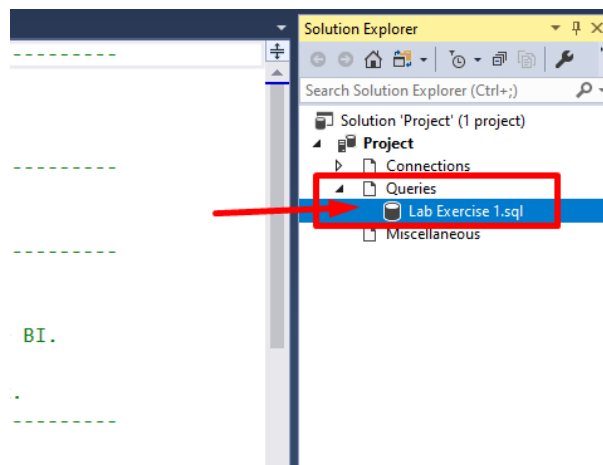 ---------
---------
---------
BI.
.
---------
Solution Explorer
Search Solution Explorer (Ctrl+;)
Solution 'Project' (1 project)
Project
Connections
Queries
Lab Exercise 1.sql
Miscellaneous